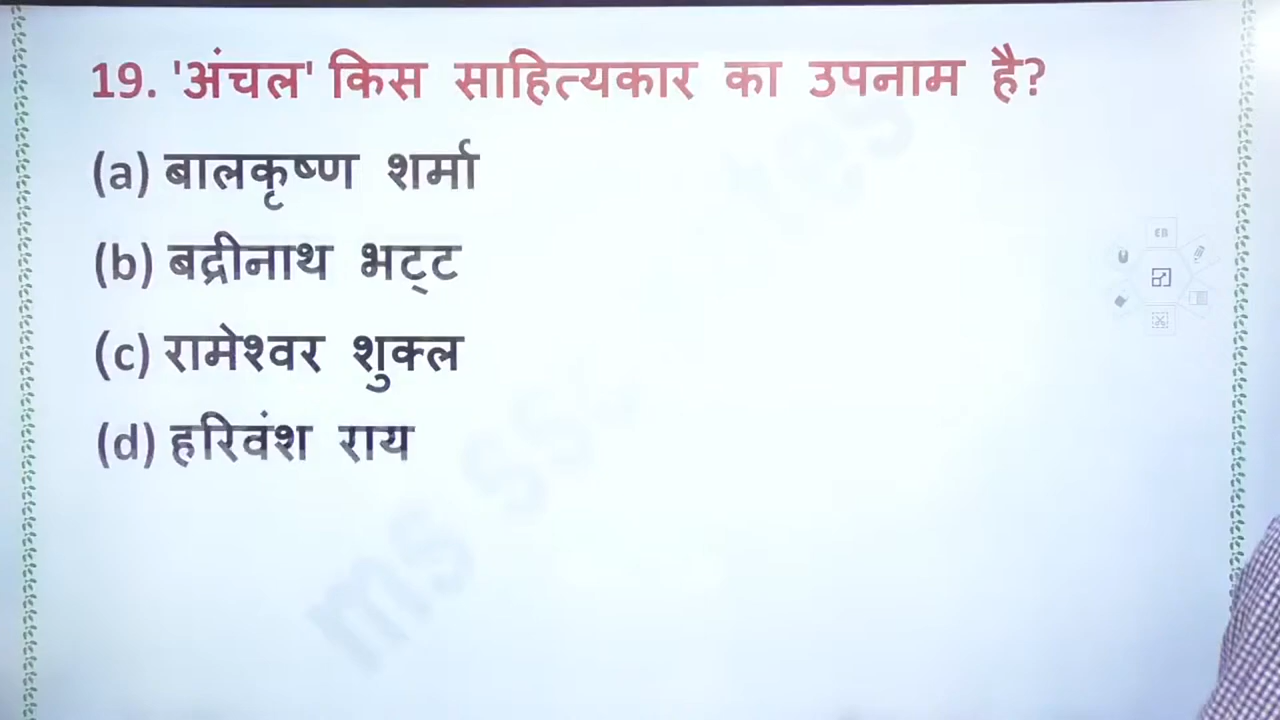 19. 'अंचल' किस साहित्यकार का उपनाम है?
(a) बालकृष्ण शर्मा
(b) बद्रीनाथ भट्ट
(c) रामेश्वर शुक्ल
(d) हरिवंश राय